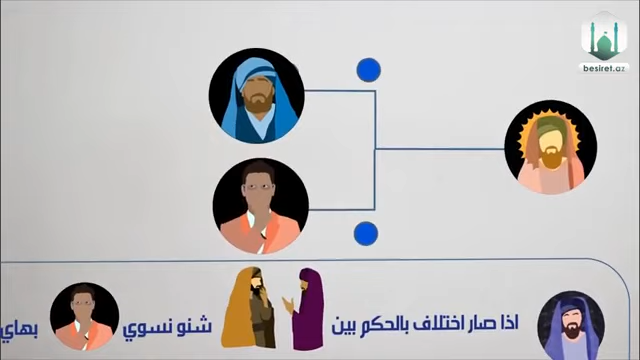 besiret.az
اذا صار اختلاف بالحكم بين شنو نسوي بهاي